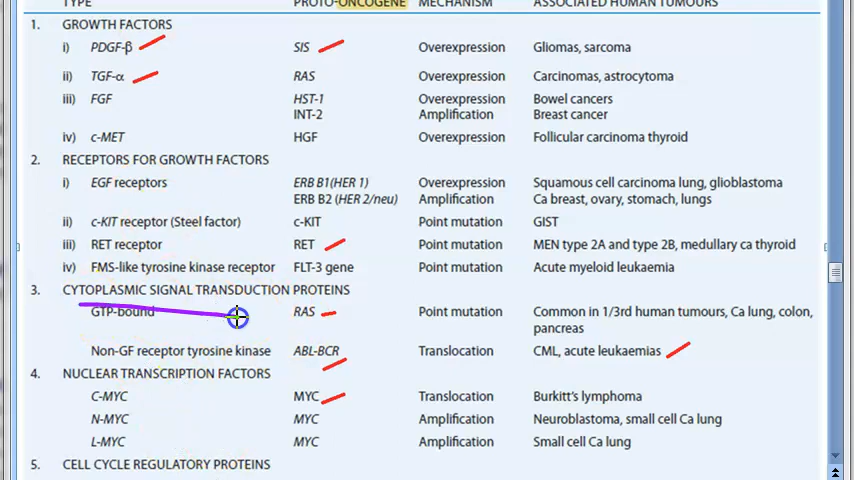 TYPE PROTO-ONCOGENE MECHANISM ASSOCIATED HUMAN TUMOURS
1. GROWTH FACTORS
i) PDGF-β SIS Overexpression Gliomas, sarcoma
ii) TGF-α RAS Overexpression Carcinomas, astrocytoma
iii) FGF HST-1 Overexpression Bowel cancers
INT-2 Amplification Breast cancer
iv) c-MET HGF Overexpression Follicular carcinoma thyroid
2. RECEPTORS FOR GROWTH FACTORS
i) EGF receptors ERB B1(HER 1) Overexpression Squamous cell carcinoma lung, glioblastoma
ERB B2 (HER 2/neu) Amplification Ca breast, ovary, stomach, lungs
ii) c-KIT receptor (Steel factor) c-KIT Point mutation GIST
iii) RET receptor RET Point mutation MEN type 2A and type 2B, medullary ca thyroid
iv) FMS-like tyrosine kinase receptor FLT-3 gene Point mutation Acute myeloid leukaemia
3. CYTOPLASMIC SIGNAL TRANSDUCTION PROTEINS
GTP-bound RAS Point mutation Common in 1/3rd human tumours, Ca lung, colon,
pancreas
Non-GF receptor tyrosine kinase ABL-BCR Translocation CML, acute leukaemias
4. NUCLEAR TRANSCRIPTION FACTORS
C-MYC MYC Translocation Burkitt's lymphoma
N-MYC MYC Amplification Neuroblastoma, small cell Ca lung
L-MYC MYC Amplification Small cell Ca lung
5. CELL CYCLE REGULATORY PROTEINS